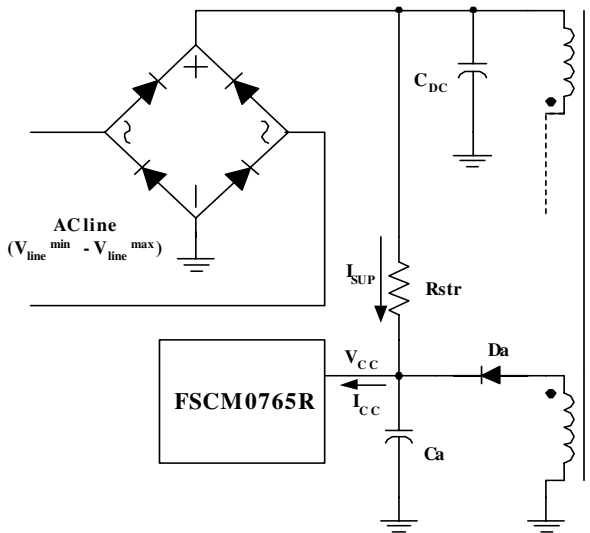 C_DC
AC line
(V_line^min - V_line^max)
I_SUP
Rstr
V_CC
Da
I_CC
FSCM0765R
Ca